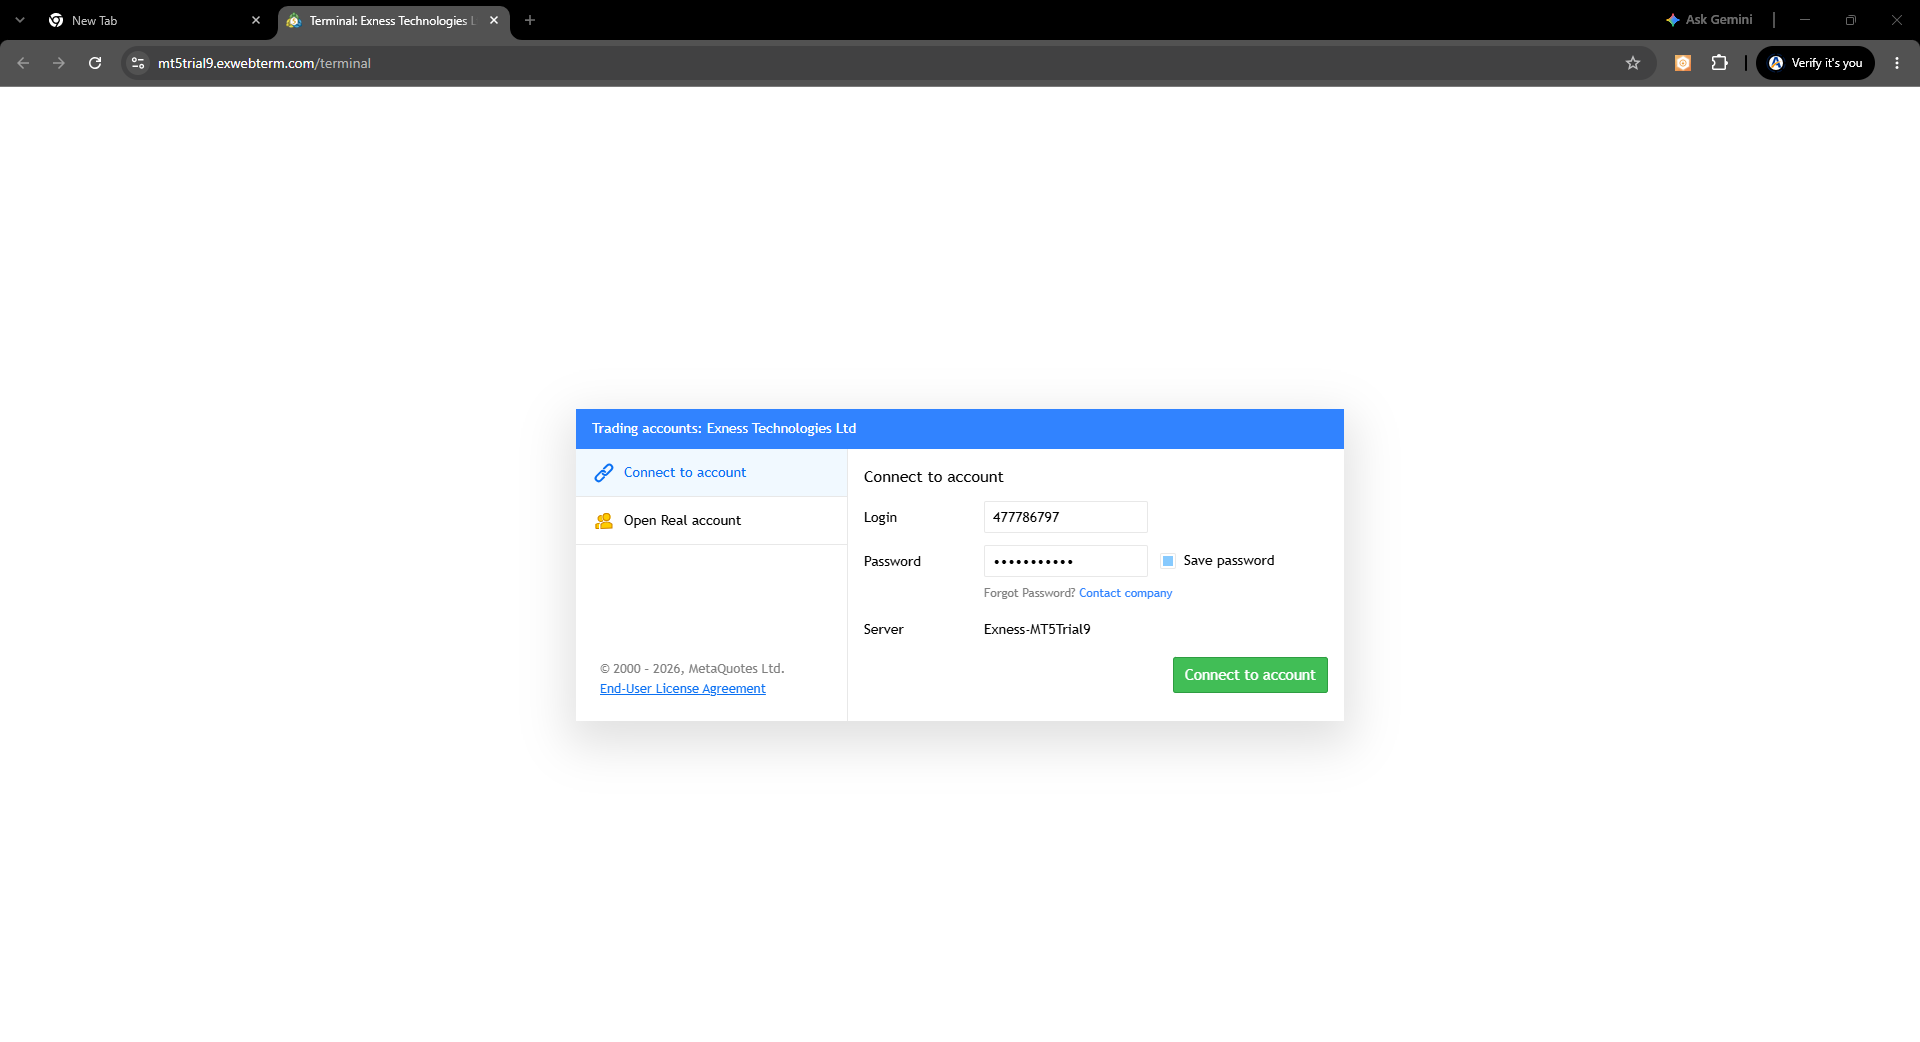 New Tab
Terminal: Exness Technologies L
Ask Gemini
mt5trial9.exwebterm.com/terminal
Verify it's you
Trading accounts: Exness Technologies Ltd
Connect to account
Open Real account
© 2000 - 2026, MetaQuotes Ltd.
End-User License Agreement
Connect to account
Login
477786797
Password
•••••••••••
Save password
Forgot Password? Contact company
Server
Exness-MT5Trial9
Connect to account